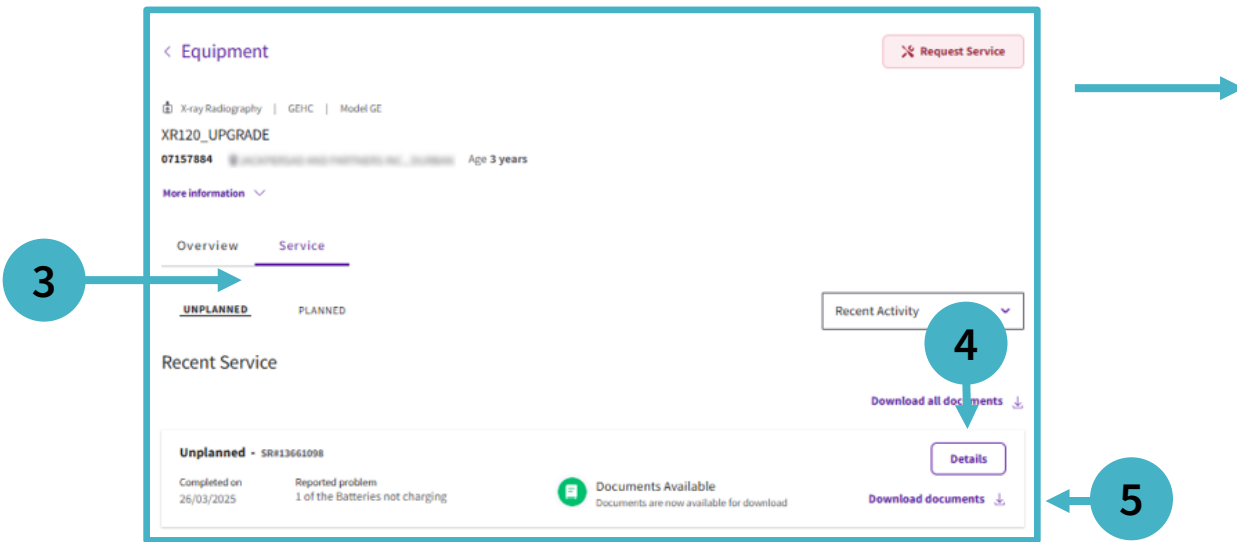 < Equipment
Request Service
X-ray Radiography | GEHC | Model GE
XR120_UPGRADE
07157884 Age 3 years
More information
Overview Service
3
UNPLANNED PLANNED
Recent Activity
4
Recent Service
Download all documents
Unplanned - SR#13661098
Details
Completed on Reported problem
26/03/2025 1 of the Batteries not charging
Documents Available
Documents are now available for download
Download documents
5